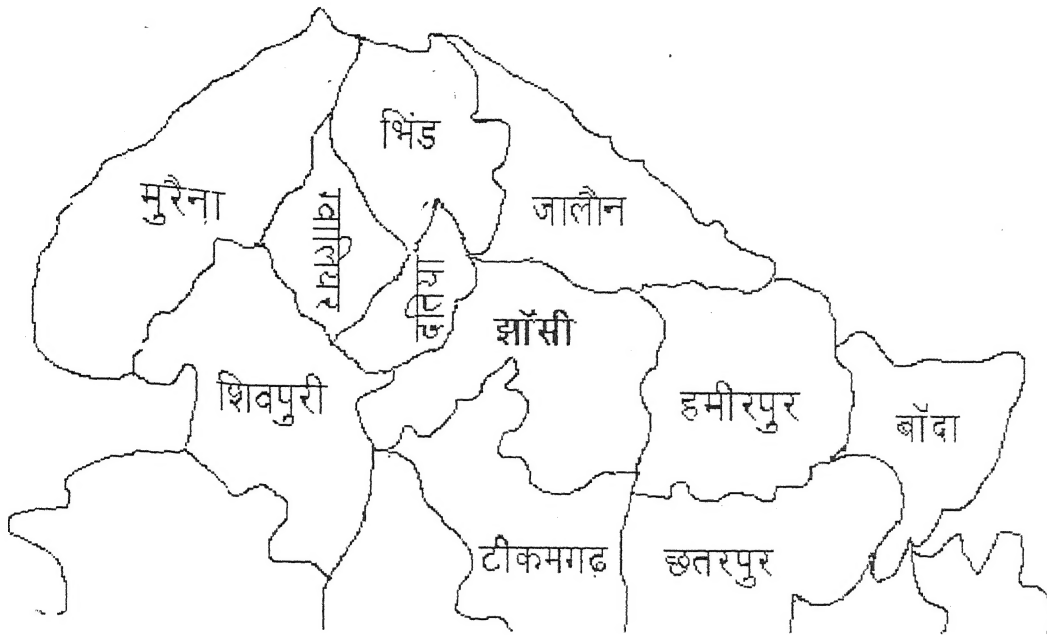 भिंड
मुरैना
ग्वालियर
जालौन
दतिया
झॉसी
शिवपुरी
हमीरपुर
बॉदा
टीकमगढ़
छतरपुर